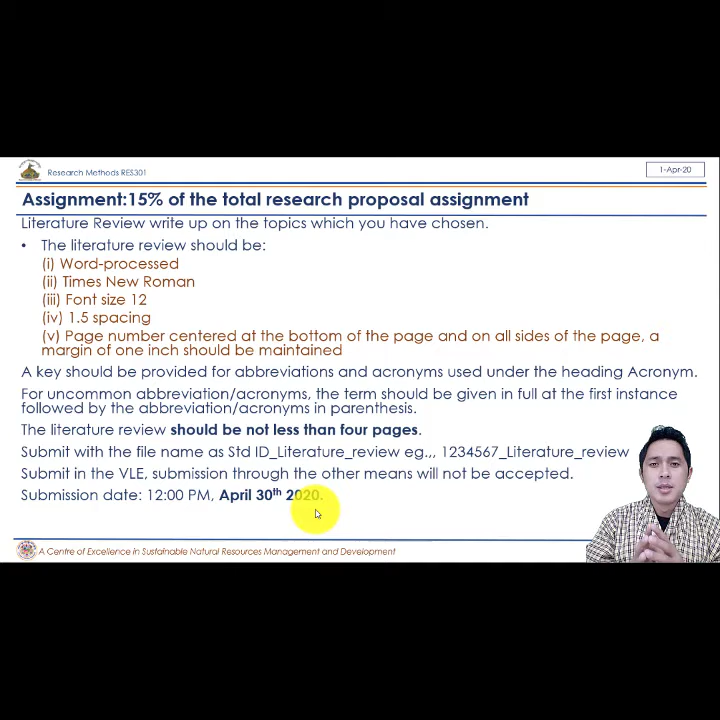 Research Methods RES301
1-Apr-20
Assignment:15% of the total research proposal assignment
Literature Review write up on the topics which you have chosen.
• The literature review should be:
(i) Word-processed
(ii) Times New Roman
(iii) Font size 12
(iv) 1.5 spacing
(v) Page number centered at the bottom of the page and on all sides of the page, a
margin of one inch should be maintained
A key should be provided for abbreviations and acronyms used under the heading Acronym.
For uncommon abbreviation/acronyms, the term should be given in full at the first instance
followed by the abbreviation/acronyms in parenthesis.
The literature review should be not less than four pages.
Submit with the file name as Std ID_Literature_review eg.,, 1234567_Literature_review
Submit in the VLE, submission through the other means will not be accepted.
Submission date: 12:00 PM, April 30th 2020.
A Centre of Excellence in Sustainable Natural Resources Management and Development